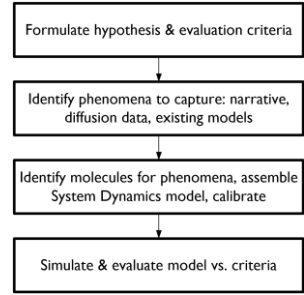 Formulate hypothesis & evaluation criteria
Identify phenomena to capture: narrative,
diffusion data, existing models
Identify molecules for phenomena, assemble
System Dynamics model, calibrate
Simulate & evaluate model vs. criteria